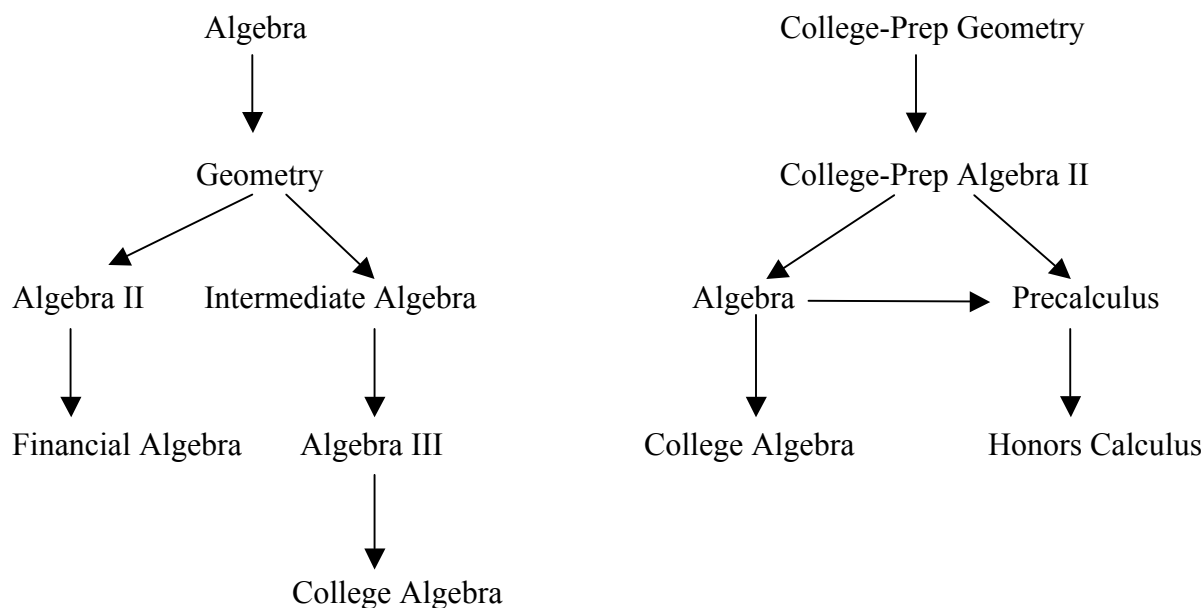 Algebra
College-Prep Geometry
Geometry
College-Prep Algebra II
Algebra II
Intermediate Algebra
Algebra
Precalculus
Financial Algebra
Algebra III
College Algebra
Honors Calculus
College Algebra